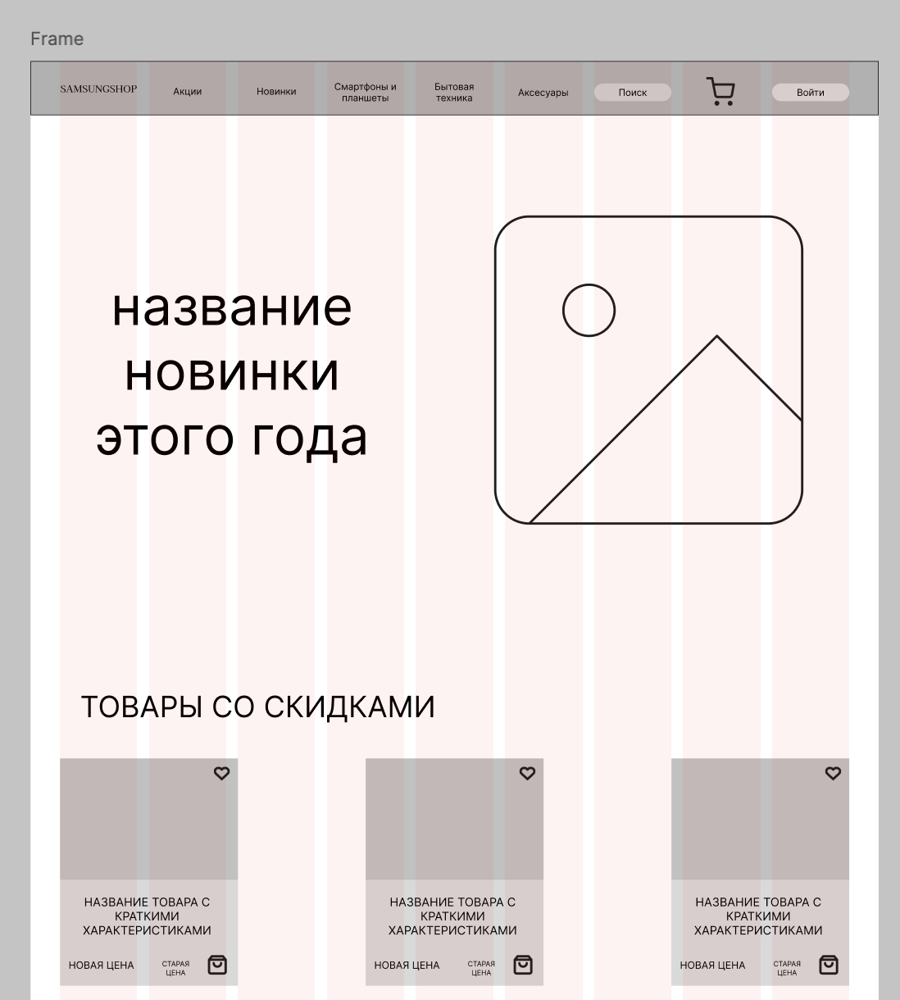 Frame
SAMSUNGSHOP
Акции
Новинки
Смартфоны и
планшеты
Бытовая
техника
Аксесуары
Поиск
Войти
название
новинки
этого года
ТОВАРЫ СО СКИДКАМИ
НАЗВАНИЕ ТОВАРА С
КРАТКИМИ
ХАРАКТЕРИСТИКАМИ
НОВАЯ ЦЕНА
СТАРАЯ
ЦЕНА
НАЗВАНИЕ ТОВАРА С
КРАТКИМИ
ХАРАКТЕРИСТИКАМИ
НОВАЯ ЦЕНА
СТАРАЯ
ЦЕНА
НАЗВАНИЕ ТОВАРА С
КРАТКИМИ
ХАРАКТЕРИСТИКАМИ
НОВАЯ ЦЕНА
СТАРАЯ
ЦЕНА